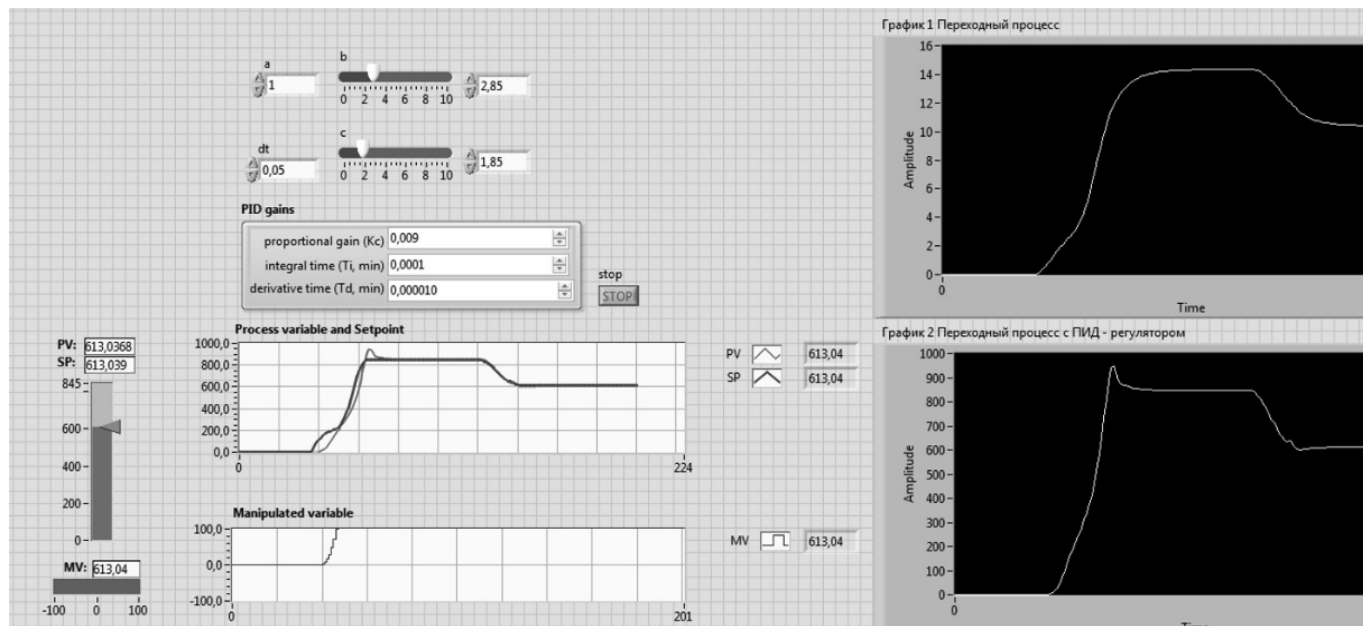 a
1
b
0 2 4 6 8 10
2,85
dt
0,05
c
0 2 4 6 8 10
1,85
PID gains
proportional gain (Kc) 0,009
integral time (Ti, min) 0,0001
derivative time (Td, min) 0,000010
stop
STOP
PV: 613,0368
SP: 613,039
845
600
400
200
0
MV: 613,04
-100 0 100
Process variable and Setpoint
1000,0
800,0
600,0
400,0
200,0
0,0
0 224
PV 613,04
SP 613,04
Manipulated variable
100,0
0,0
-100,0
0 201
MV 613,04
График 1 Переходный процесс
Amplitude
16
14
12
10
8
6
4
2
0
0
Time
График 2 Переходный процесс с ПИД - регулятором
Amplitude
1000
900
800
700
600
500
400
300
200
100
0
0